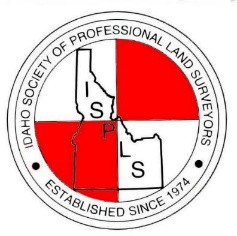 IDAHO SOCIETY OF PROFESSIONAL LAND SURVEYORS
I
S
P
L
S
ESTABLISHED SINCE 1974